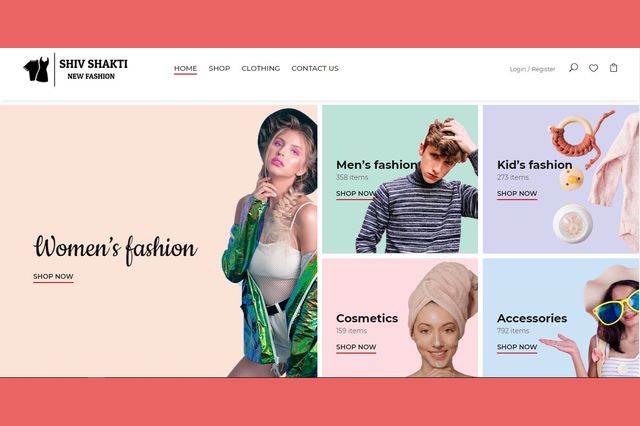 SHIV SHAKTI
NEW FASHION
HOME SHOP CLOTHING CONTACT US
Login / Register
Women's fashion
SHOP NOW
Men's fashion
358 items
SHOP NOW
Kid's fashion
273 items
SHOP NOW
Cosmetics
159 items
SHOP NOW
Accessories
792 items
SHOP NOW